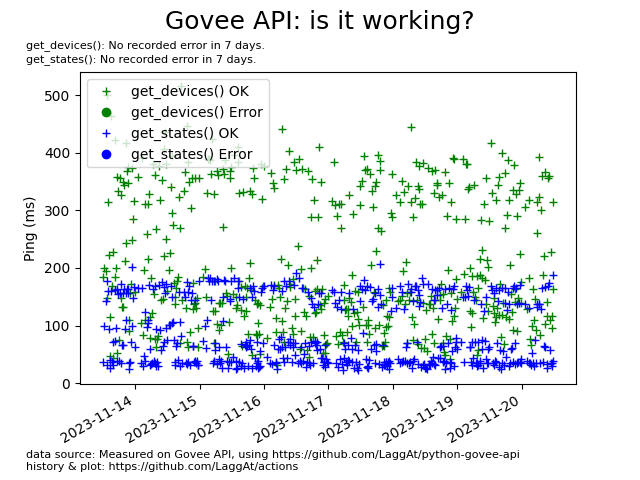 Govee API: is it working?
get_devices(): No recorded error in 7 days.
get_states(): No recorded error in 7 days.
get_devices() OK
get_devices() Error
get_states() OK
get_states() Error
Ping (ms)
500
400
300
200
100
0
2023-11-14
2023-11-15
2023-11-16
2023-11-17
2023-11-18
2023-11-19
2023-11-20
data source: Measured on Govee API, using https://github.com/LaggAt/python-govee-api
history & plot: https://github.com/LaggAt/actions